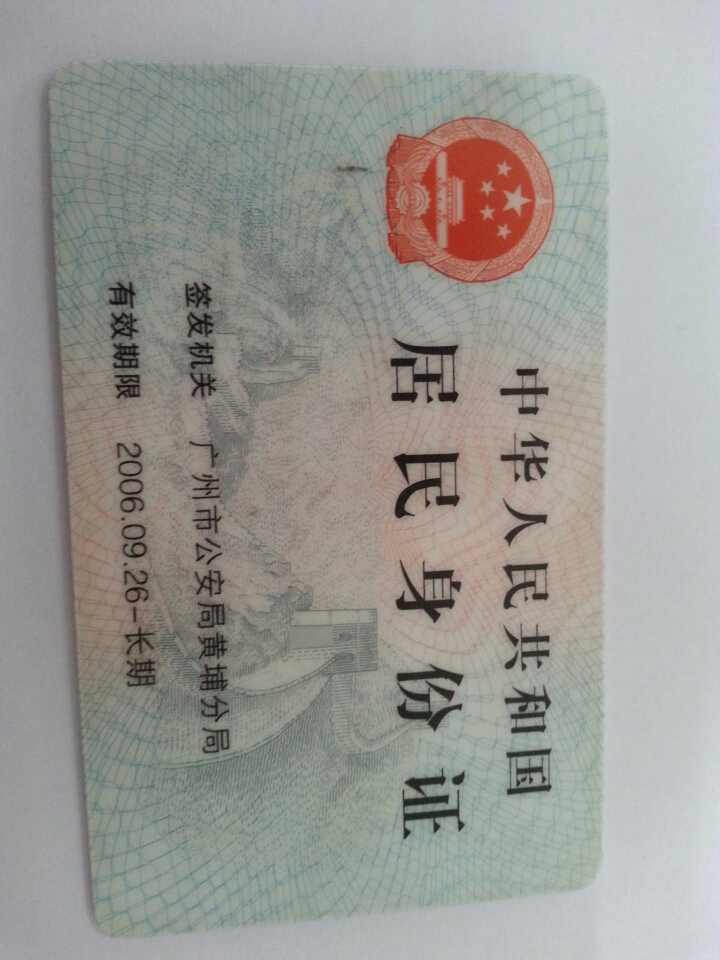 中华人民共和国
居民身份证
签发机关 广州市公安局黄埔分局
有效期限 2006.09.26-长期